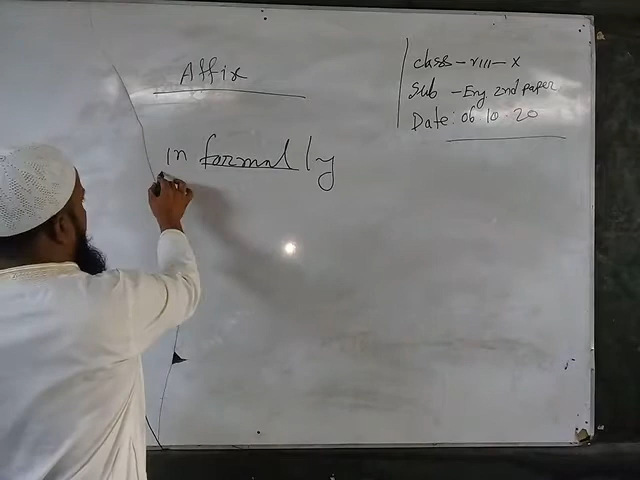 Affix
class - VIII - X
Sub - Eng 2nd paper
Date: 06.10.20
in formal ly